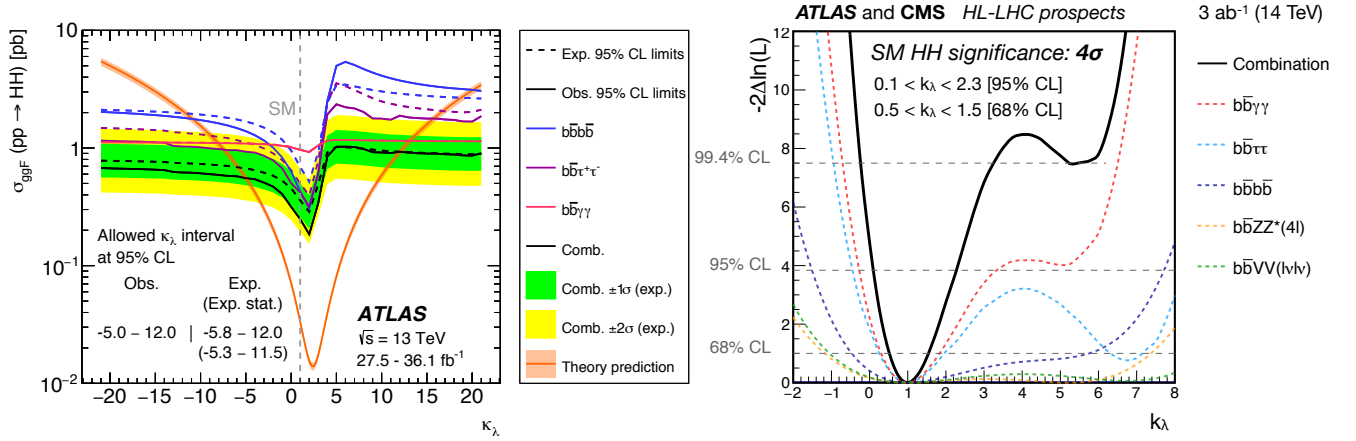 σggF (pp → HH) [pb]
10
1
10⁻¹
10⁻²
SM
Allowed κλ interval
at 95% CL
Obs. Exp.
(Exp. stat.)
-5.0 − 12.0 | -5.8 − 12.0
(-5.3 − 11.5)
ATLAS
√s = 13 TeV
27.5 - 36.1 fb⁻¹
−20 −15 −10 −5 0 5 10 15 20
κλ
Exp. 95% CL limits
Obs. 95% CL limits
bb̄bb̄
bb̄τ⁺τ⁻
bb̄γγ
Comb.
Comb. ±1σ (exp.)
Comb. ±2σ (exp.)
Theory prediction
ATLAS and CMS HL-LHC prospects
3 ab⁻¹ (14 TeV)
-2Δln(L)
12
10
8
6
4
2
0
SM HH significance: 4σ
0.1 < kλ < 2.3 [95% CL]
0.5 < kλ < 1.5 [68% CL]
99.4% CL
95% CL
68% CL
−2 −1 0 1 2 3 4 5 6 7 8
kλ
Combination
bb̄γγ
bb̄ττ
bb̄bb̄
bb̄ZZ*(4l)
bb̄VV(lνlν)